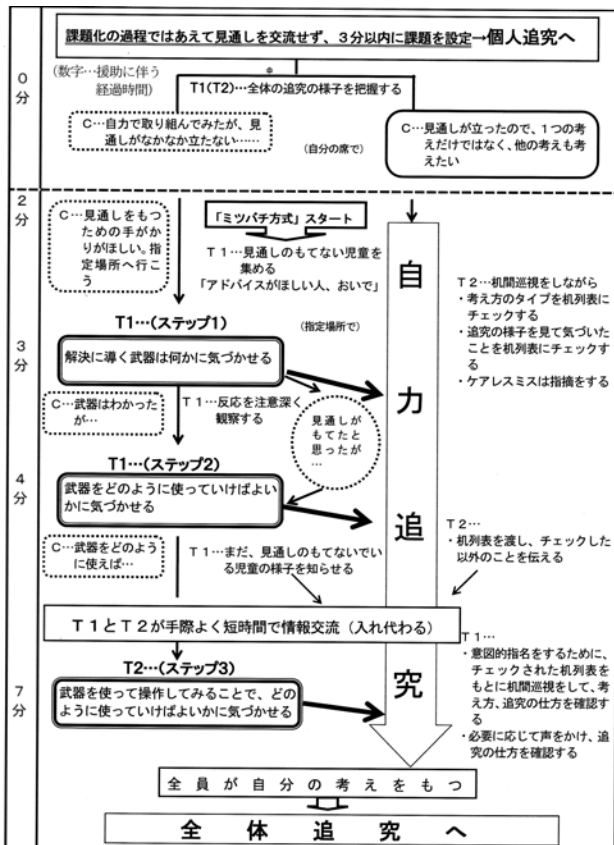 課題化の過程ではあえて見通しを交流せず、3分以内に課題を設定→個人追究へ
0分
(数字…援助に伴う
経過時間)
T1(T2)…全体の追究の様子を把握する
C…自力で取り組んでみたが、見
通しがなかなか立たない……
(自分の席で)
C…見通しが立ったので、1つの考
えだけではなく、他の考えも考
えたい
2分
C…見通しをもつ
ための手がか
りがほしい。指
定場所へ行こ
う
「ミツバチ方式」スタート
T1…見通しのもてない児童を
集める
「アドバイスがほしい人、おいで」
自力追究
T2…机間巡視をしながら
・考え方のタイプを机列表に
チェックする
・追究の様子を見て気づいた
ことを机列表にチェックす
る
・ケアレスミスは指摘をする
T1…(ステップ1)
(指定場所で)
3分
解決に導く武器は何かに気づかせる
C…武器はわかった
が…
T1…反応を注意深く
観察する
見通しが
もてたと
思ったが
…
T1…(ステップ2)
4分
武器をどのように使っていけばよい
かに気づかせる
C…武器をどのよう
に使えば…
T1…まだ、見通しのもてないでい
る児童の様子を知らせる
T2…
・机列表を渡し、チェックした
以外のことを伝える
T1とT2が手際よく短時間で情報交流(入れ代わる)
T2…(ステップ3)
7分
武器を使って操作してみることで、どの
ように使っていけばよいかに気づかせる
T1…
・意図的指名をするために、
チェックされた机列表を
もとに机間巡視をして、考
え方、追究の仕方を確認す
る
・必要に応じて声をかけ、追
究の仕方を確認する
全員が自分の考えをもつ
全体追究へ